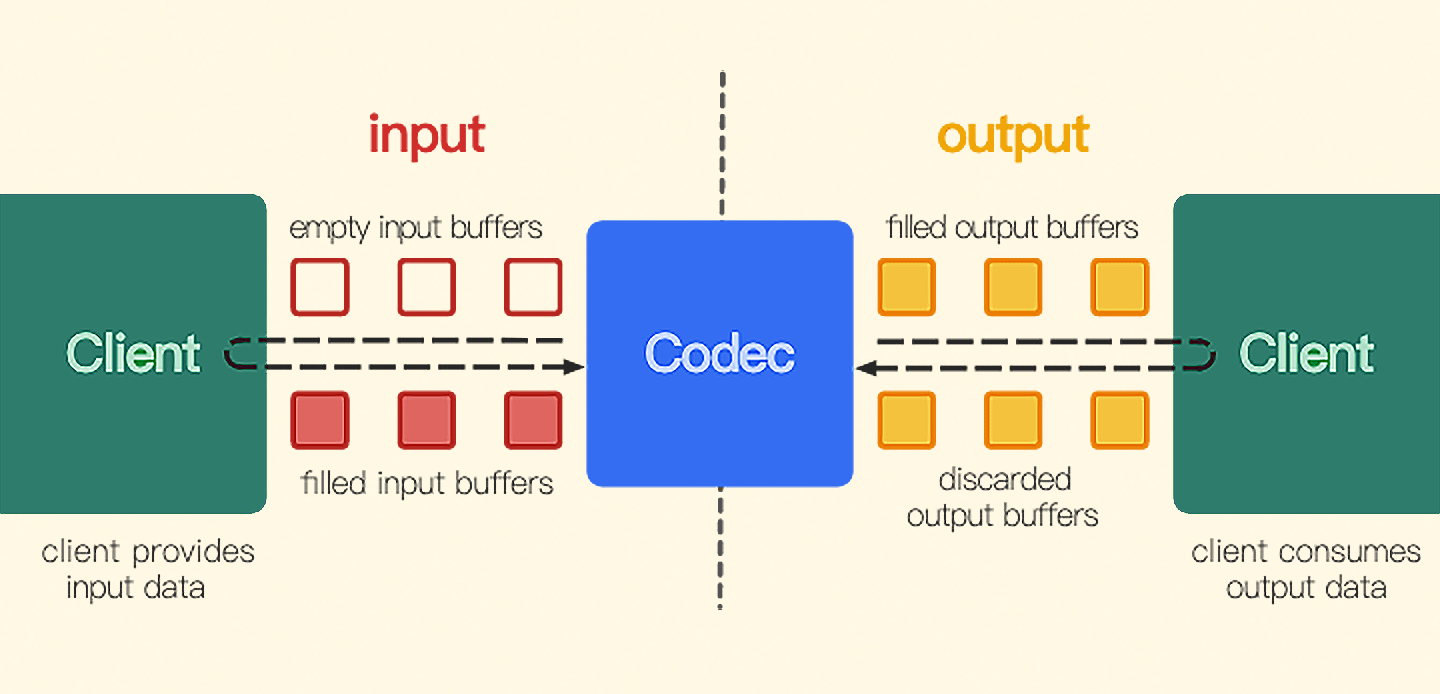 input
output
empty input buffers
filled output buffers
Client
Codec
Client
filled input buffers
discarded
output buffers
client provides
input data
client consumes
output data